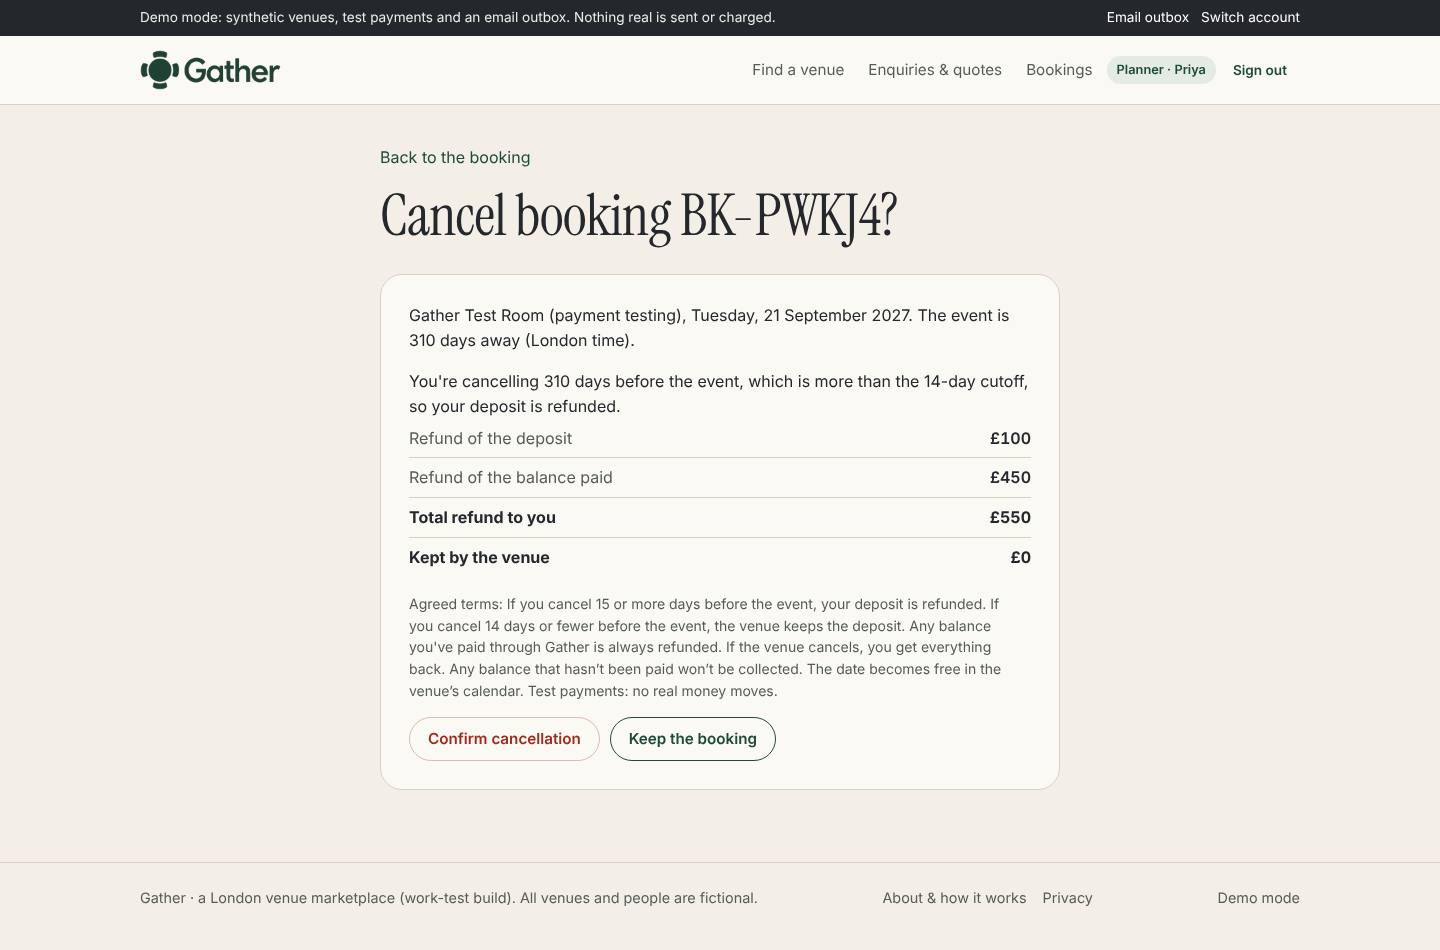 Demo mode: synthetic venues, test payments and an email outbox. Nothing real is sent or charged.
Email outbox Switch account
Gather
Find a venue Enquiries & quotes Bookings Planner · Priya Sign out
Back to the booking
Cancel booking BK-PWKJ4?
Gather Test Room (payment testing), Tuesday, 21 September 2027. The event is
310 days away (London time).
You're cancelling 310 days before the event, which is more than the 14-day cutoff,
so your deposit is refunded.
Refund of the deposit £100
Refund of the balance paid £450
Total refund to you £550
Kept by the venue £0
Agreed terms: If you cancel 15 or more days before the event, your deposit is refunded. If
you cancel 14 days or fewer before the event, the venue keeps the deposit. Any balance
you've paid through Gather is always refunded. If the venue cancels, you get everything
back. Any balance that hasn’t been paid won’t be collected. The date becomes free in the
venue’s calendar. Test payments: no real money moves.
Confirm cancellation Keep the booking
Gather · a London venue marketplace (work-test build). All venues and people are fictional.
About & how it works Privacy Demo mode